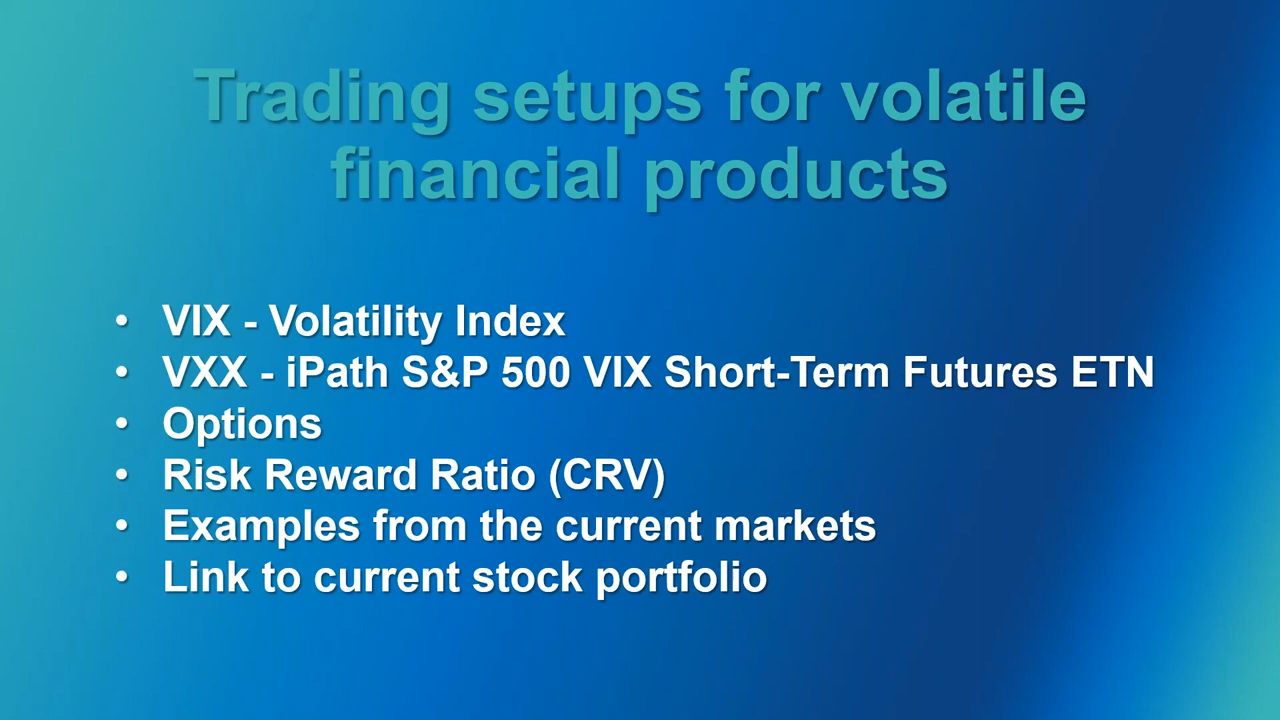 Trading setups for volatile
financial products
• VIX - Volatility Index
• VXX - iPath S&P 500 VIX Short-Term Futures ETN
• Options
• Risk Reward Ratio (CRV)
• Examples from the current markets
• Link to current stock portfolio